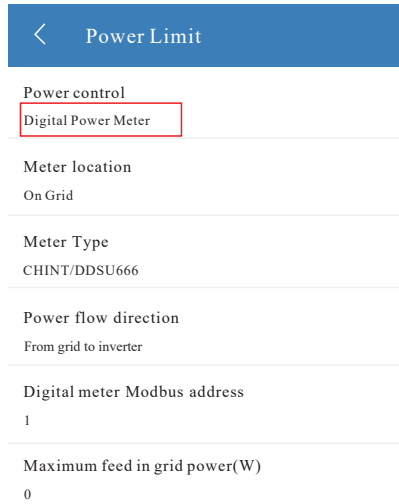 Power Limit
Power control
Digital Power Meter
Meter location
On Grid
Meter Type
CHINT/DDSU666
Power flow direction
From grid to inverter
Digital meter Modbus address
1
Maximum feed in grid power(W)
0